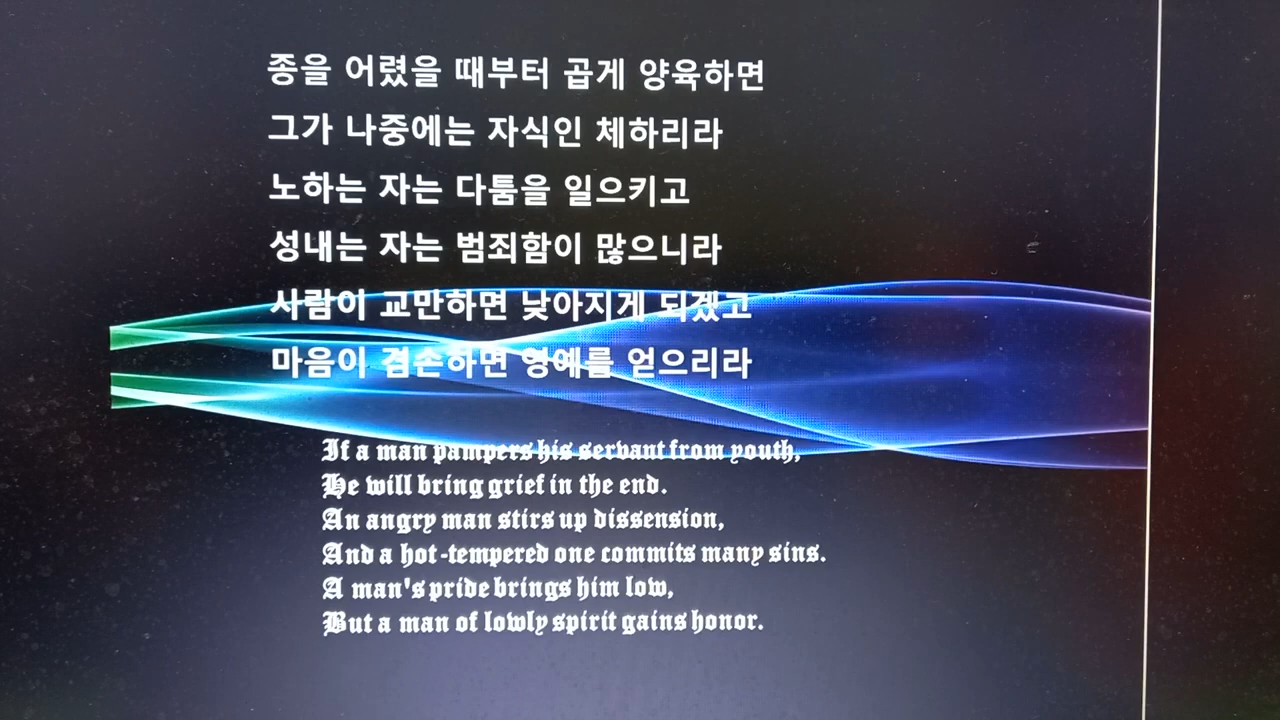 종을 어렸을 때부터 곱게 양육하면
그가 나중에는 자식인 체하리라
노하는 자는 다툼을 일으키고
성내는 자는 범죄함이 많으니라
사람이 교만하면 낮아지게 되겠고
마음이 겸손하면 영예를 얻으리라
If a man pampers his servant from youth,
He will bring grief in the end.
An angry man stirs up dissension,
And a hot-tempered one commits many sins.
A man's pride brings him low,
But a man of lowly spirit gains honor.